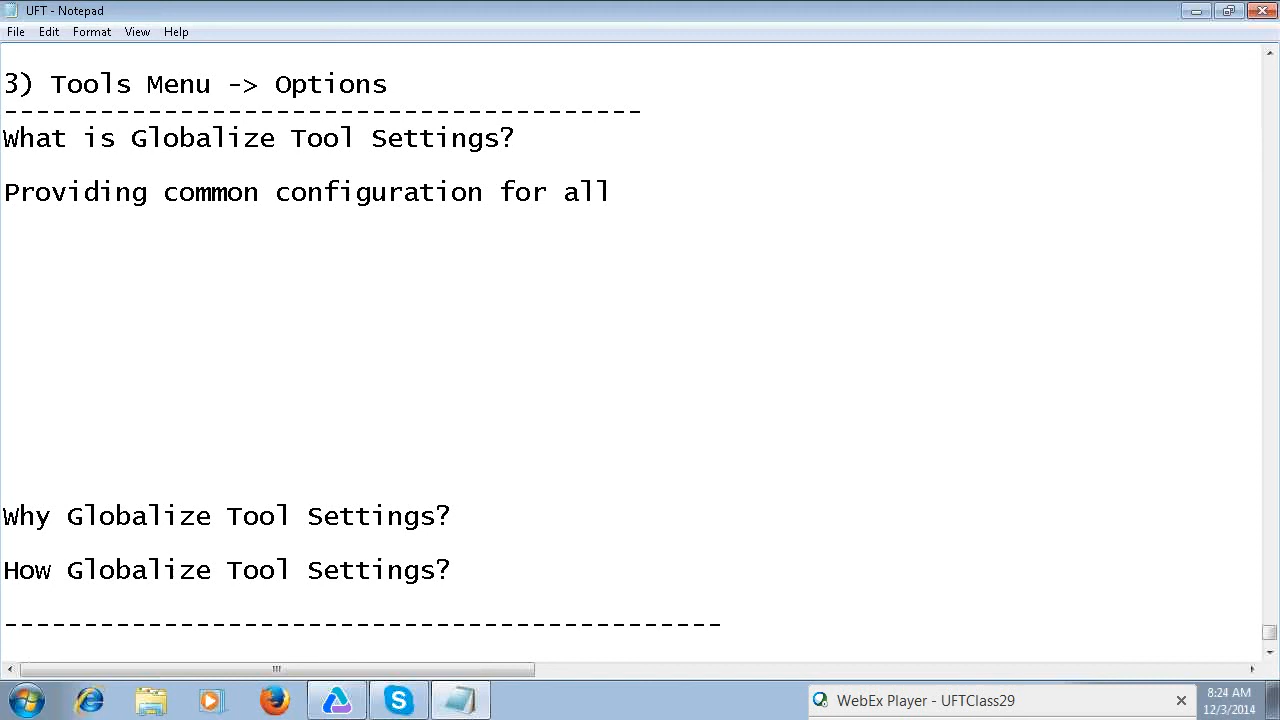 UFT - Notepad
File Edit Format View Help
3) Tools Menu -> Options
----------------------------------------
What is Globalize Tool Settings?
Providing common configuration for all
Why Globalize Tool Settings?
How Globalize Tool Settings?
---------------------------------------------
WebEx Player - UFTClass29
8:24 AM
12/3/2014